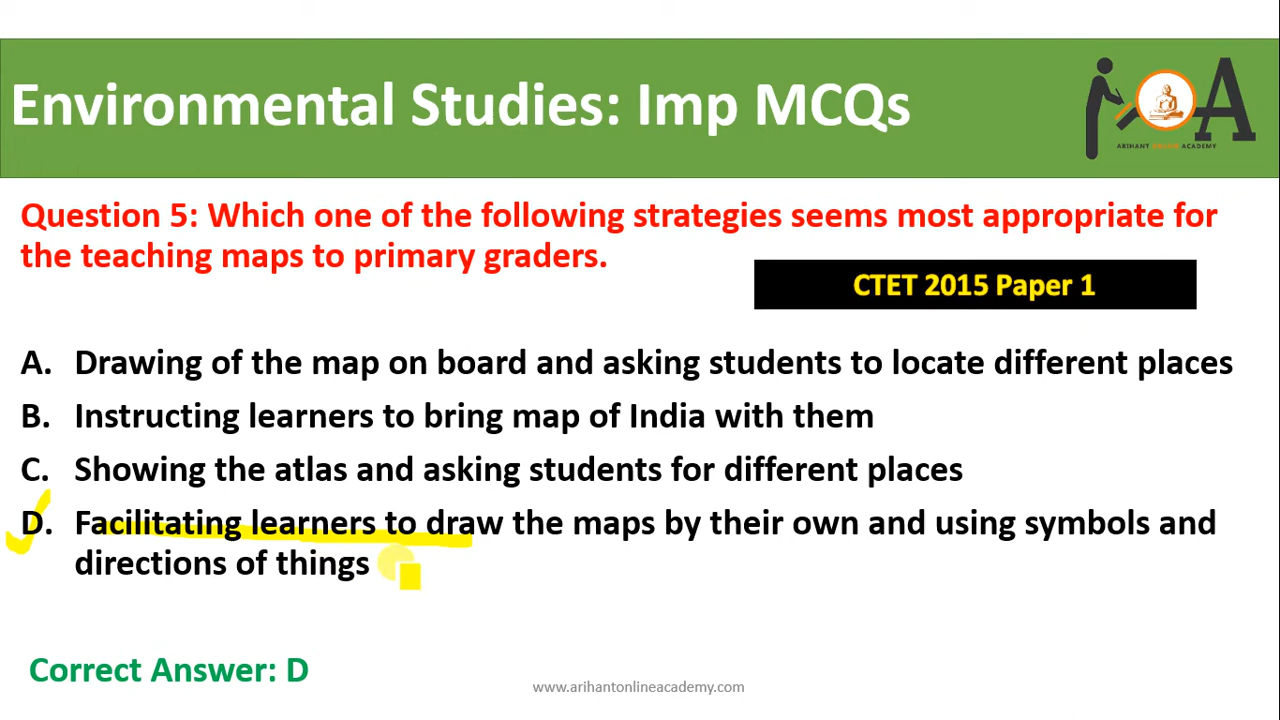 Environmental Studies: Imp MCQs
A
ARIHANT ONLINE ACADEMY
Question 5: Which one of the following strategies seems most appropriate for
the teaching maps to primary graders.
CTET 2015 Paper 1
A. Drawing of the map on board and asking students to locate different places
B. Instructing learners to bring map of India with them
C. Showing the atlas and asking students for different places
D. Facilitating learners to draw the maps by their own and using symbols and
directions of things
Correct Answer: D
www.arihantonlineacademy.com